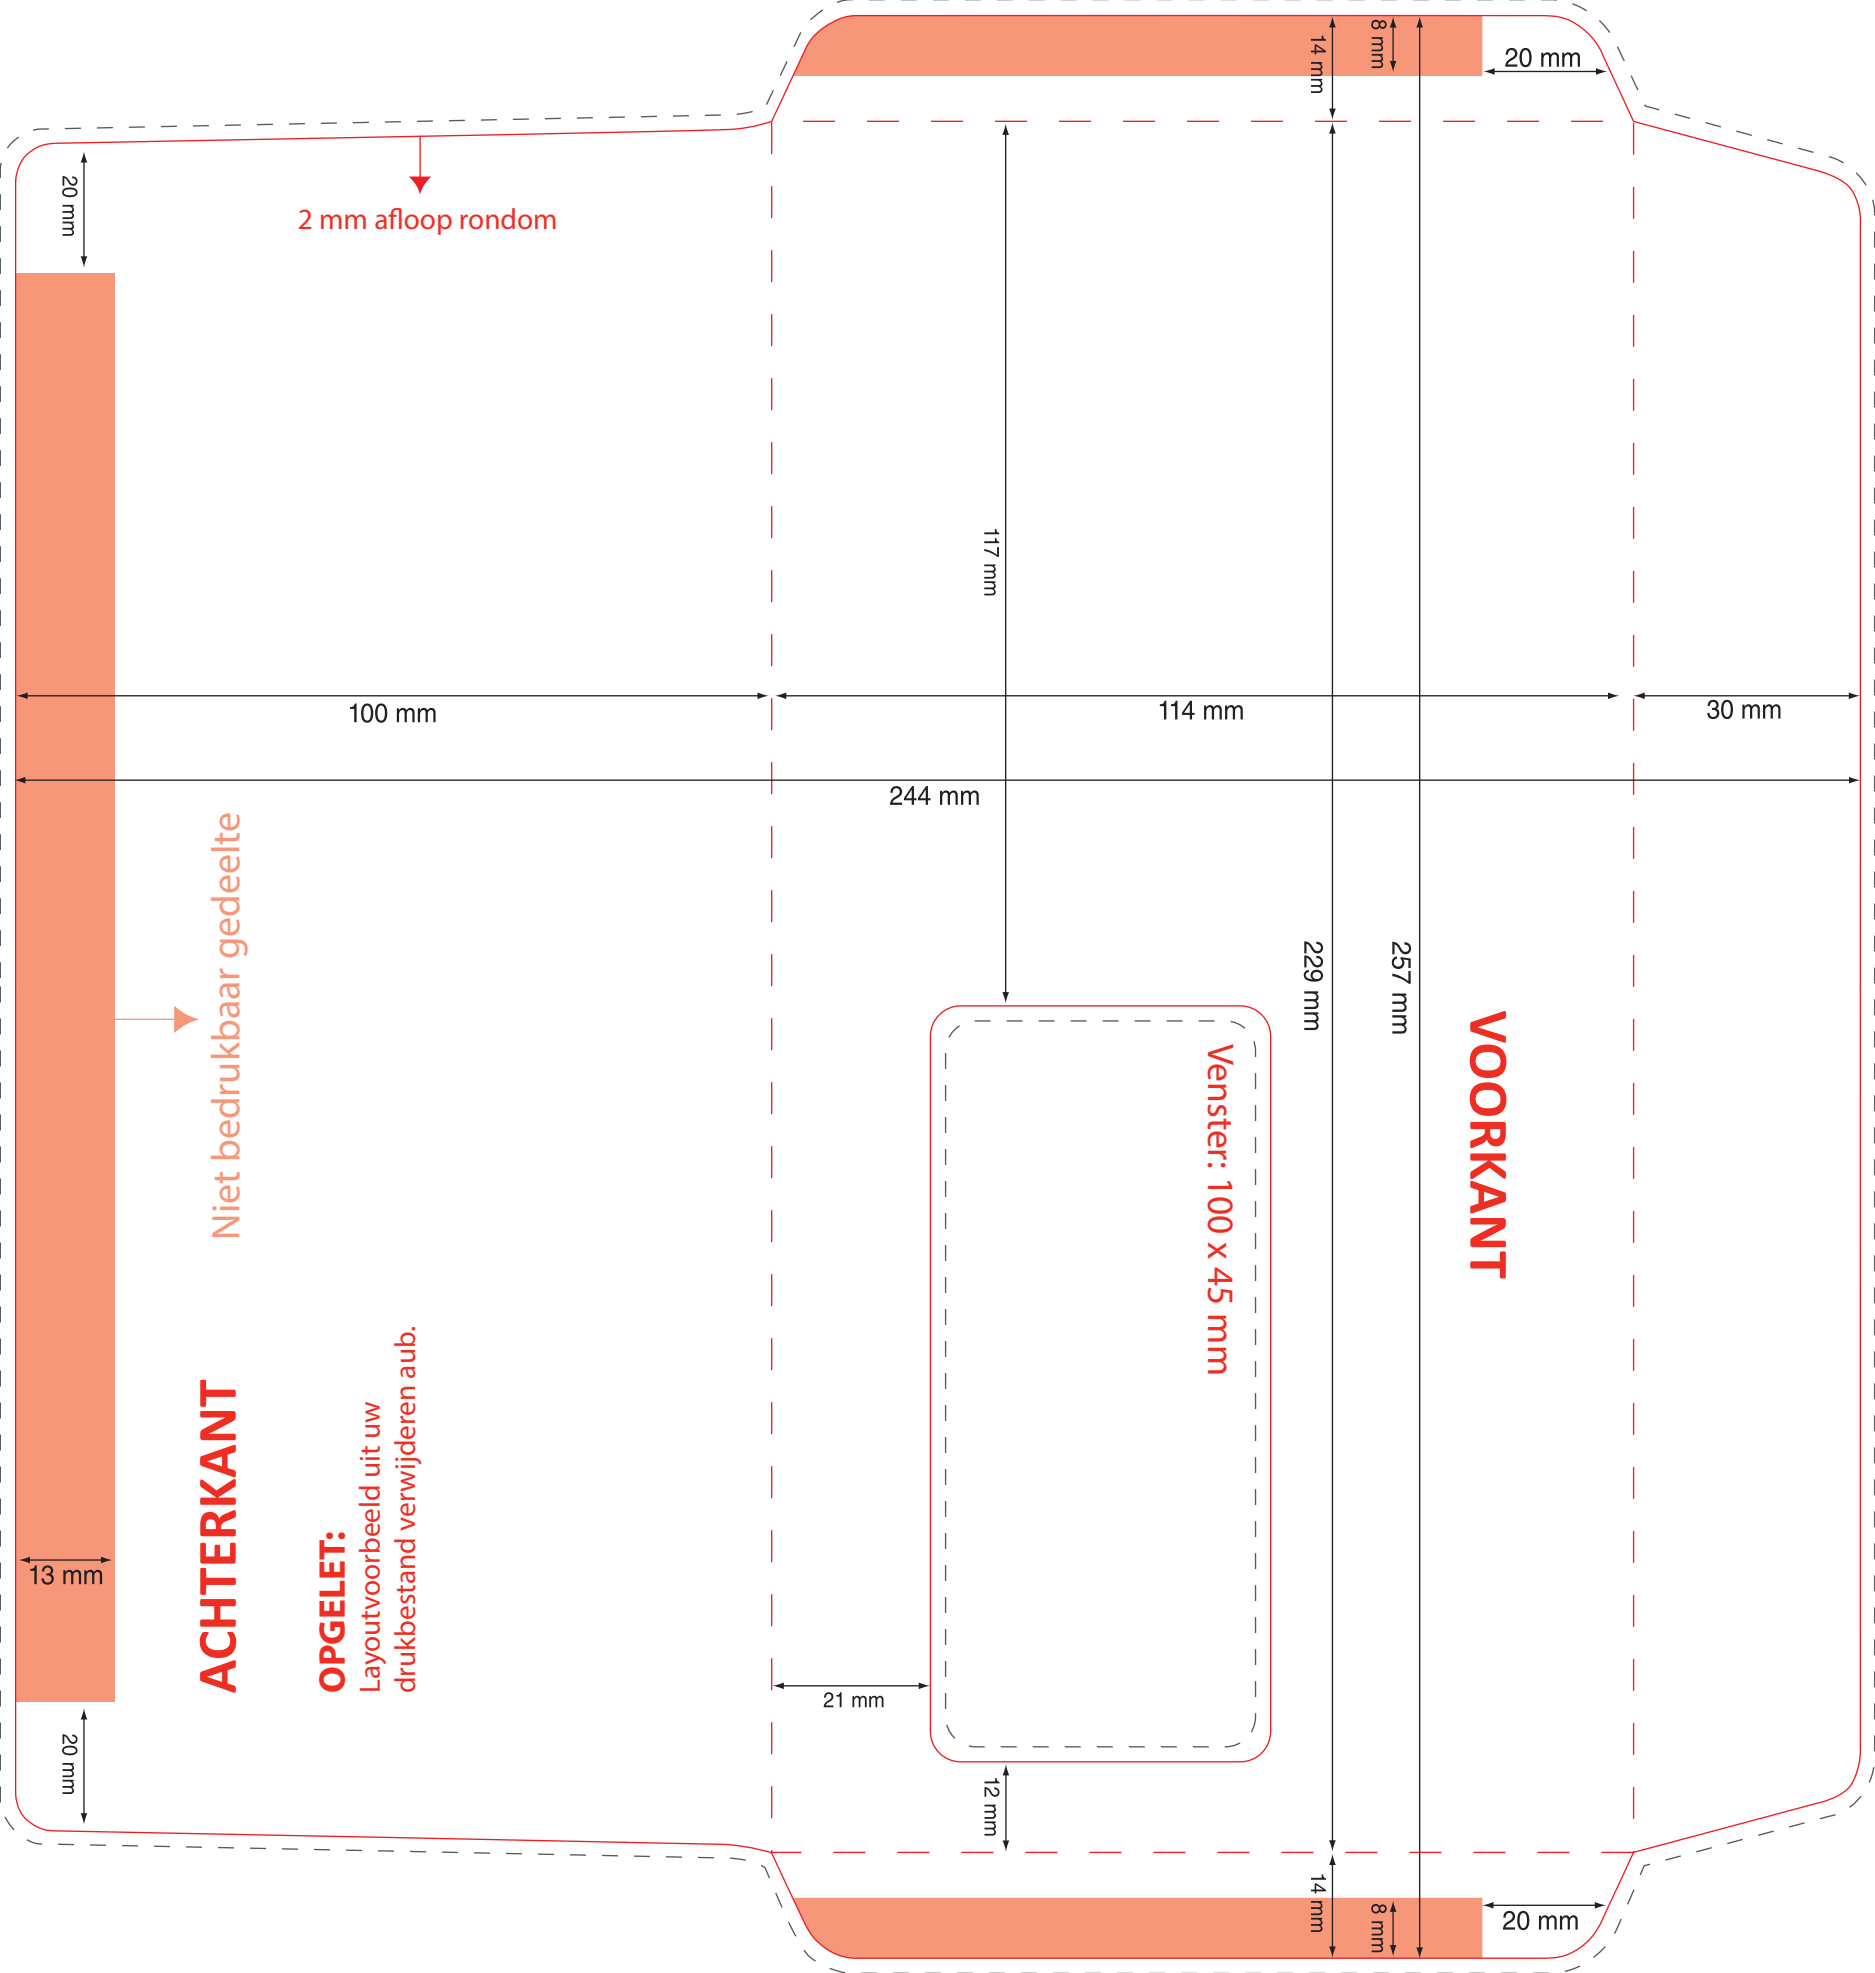 14 mm
8 mm
20 mm
20 mm
2 mm afloop rondom
117 mm
100 mm
114 mm
30 mm
244 mm
Niet bedrukbaar gedeelte
229 mm
257 mm
VOORKANT
Venster: 100 x 45 mm
ACHTERKANT
OPGELET:
Layoutvoorbeeld uit uw
drukbestand verwijderen aub.
13 mm
21 mm
20 mm
12 mm
14 mm
8 mm
20 mm